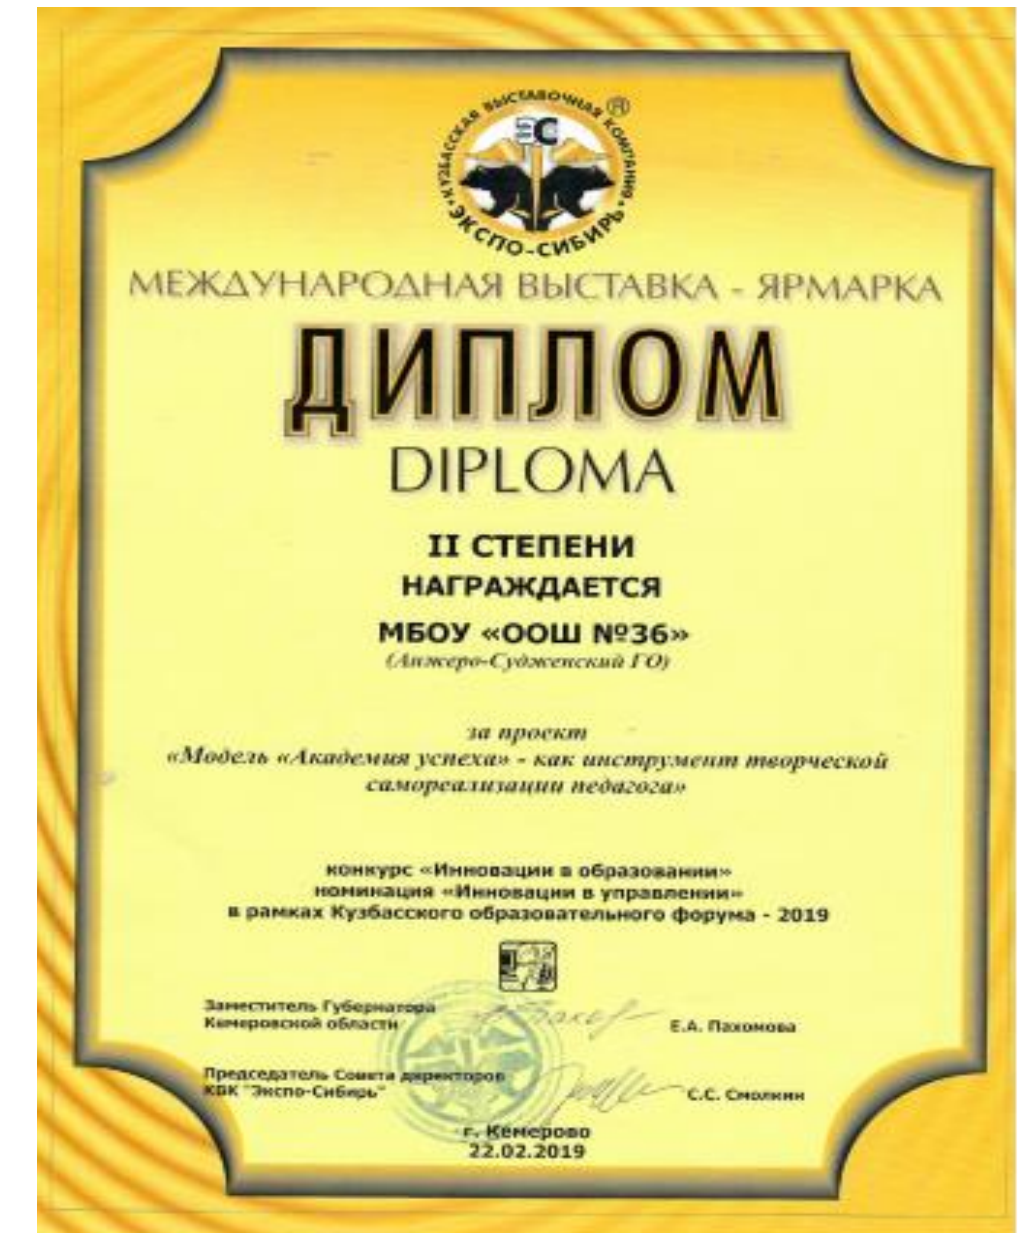 • КУЗБАССКАЯ ВЫСТАВОЧНАЯ КОМПАНИЯ •
®
ЭКСПО-СИБИРЬ
МЕЖДУНАРОДНАЯ ВЫСТАВКА - ЯРМАРКА
ДИПЛОМ
DIPLOMA
II СТЕПЕНИ
НАГРАЖДАЕТСЯ
МБОУ «ООШ №36»
(Анжеро-Судженский ГО)
за проект
«Модель «Академия успеха» - как инструмент творческой
самореализации педагога»
конкурс «Инновации в образовании»
номинация «Инновации в управлении»
в рамках Кузбасского образовательного форума - 2019
Заместитель Губернатора
Кемеровской области
Е.А. Пахомова
Председатель Совета директоров
КВК "Экспо-Сибирь"
С.С. Смолкин
г. Кемерово
22.02.2019